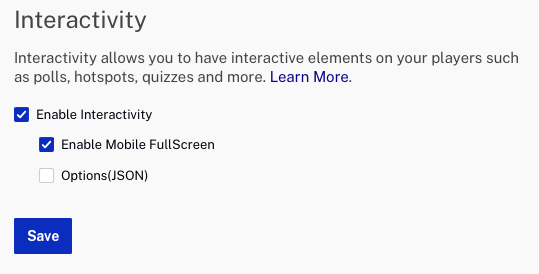 Interactivity
Interactivity allows you to have interactive elements on your players such
as polls, hotspots, quizzes and more. Learn More.
Enable Interactivity
Enable Mobile FullScreen
Options(JSON)
Save